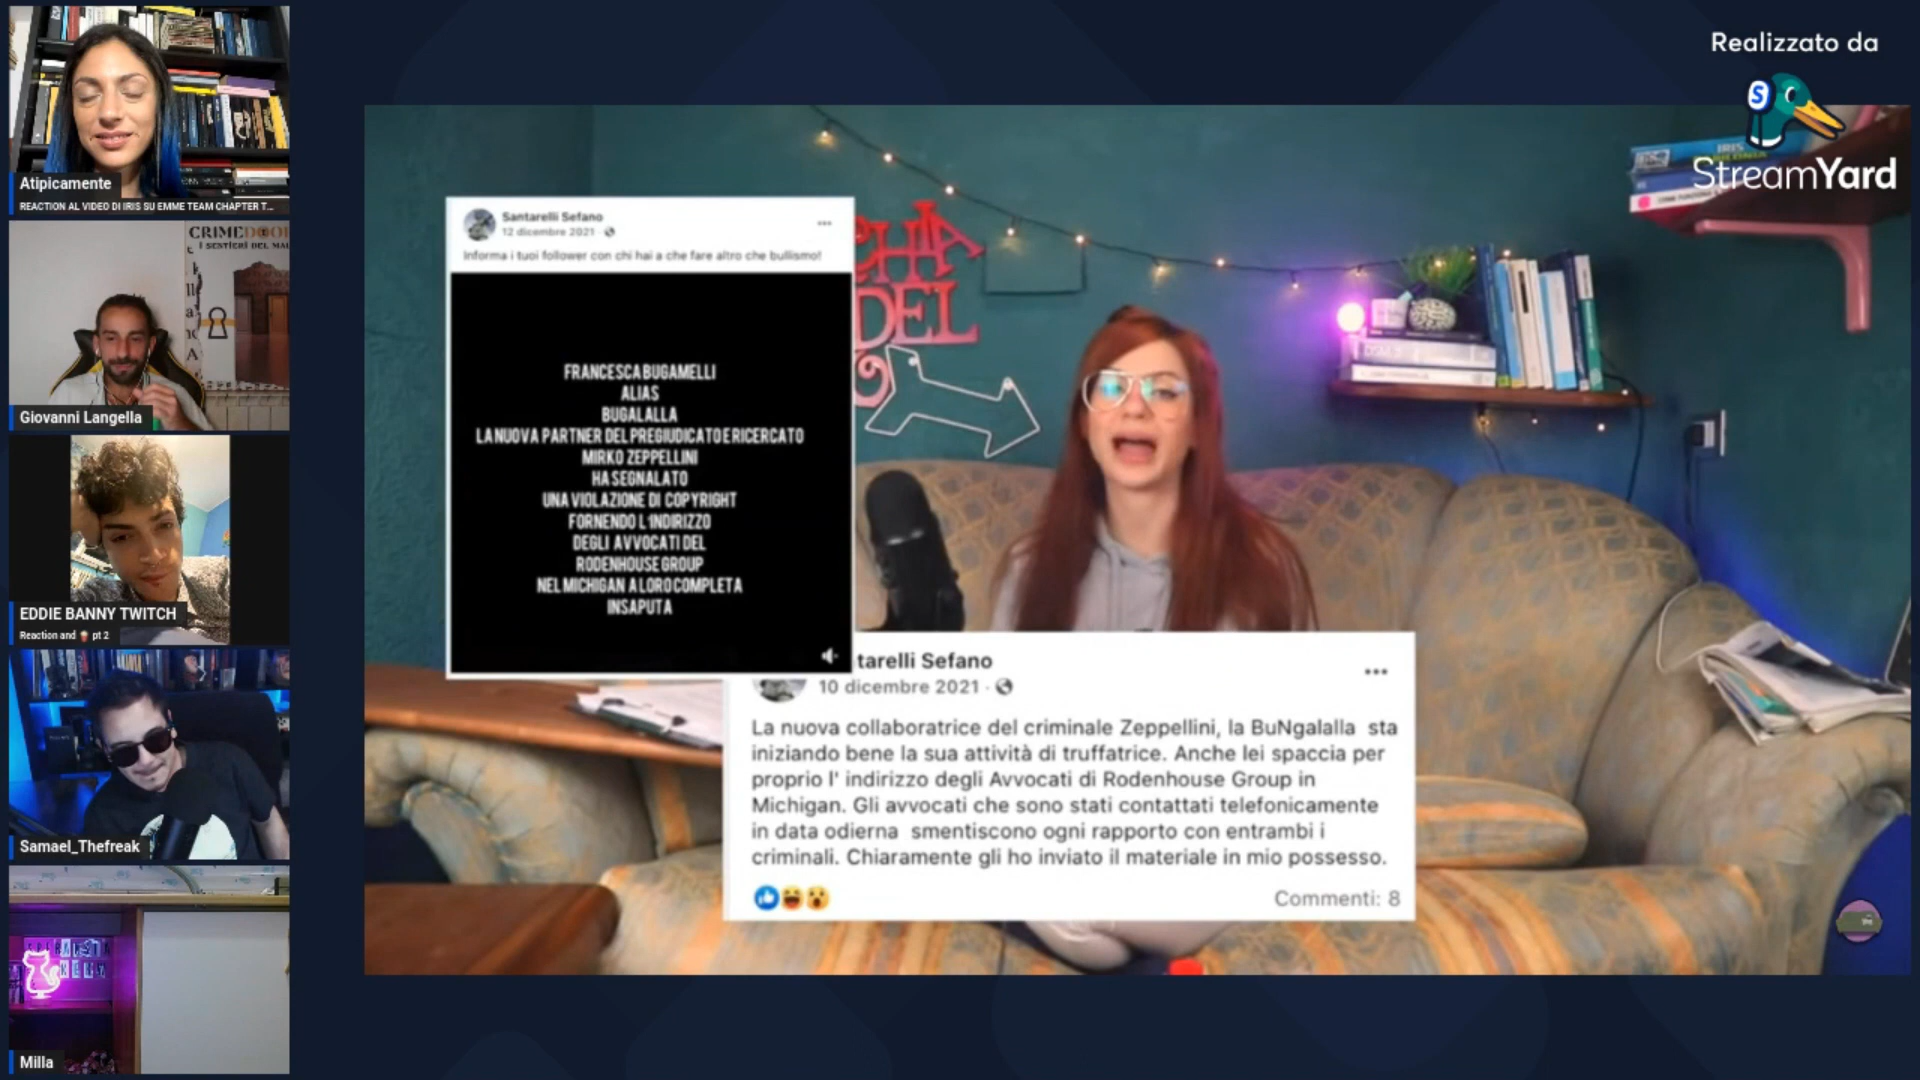 Realizzato da
StreamYard
Atipicamente
REACTION AL VIDEO DI IRIS SU EMME TEAM CHAPTER T...
CRIMEDOOR
I SENTIERI DEL MALE
Giovanni Langella
EDDIE BANNY TWITCH
Reaction and pt 2
Samael_Thefreak
Milla
Santarelli Sefano
12 dicembre 2021
Informa i tuoi follower con chi hai a che fare altro che bullismo!
FRANCESCA BUGAMELLI
ALIAS
BUGALALLA
LA NUOVA PARTNER DEL PREGIUDICATO E RICERCATO
MIRKO ZEPPELLINI
HA SEGNALATO
UNA VIOLAZIONE DI COPYRIGHT
FORNENDO L'INDIRIZZO
DEGLI AVVOCATI DEL
RODENHOUSE GROUP
NEL MICHIGAN A LORO COMPLETA
INSAPUTA
CHIA
DEL
tarelli Sefano
10 dicembre 2021 ·
La nuova collaboratrice del criminale Zeppellini, la BuNgalalla sta
iniziando bene la sua attività di truffatrice. Anche lei spaccia per
proprio l' indirizzo degli Avvocati di Rodenhouse Group in
Michigan. Gli avvocati che sono stati contattati telefonicamente
in data odierna smentiscono ogni rapporto con entrambi i
criminali. Chiaramente gli ho inviato il materiale in mio possesso.
Commenti: 8